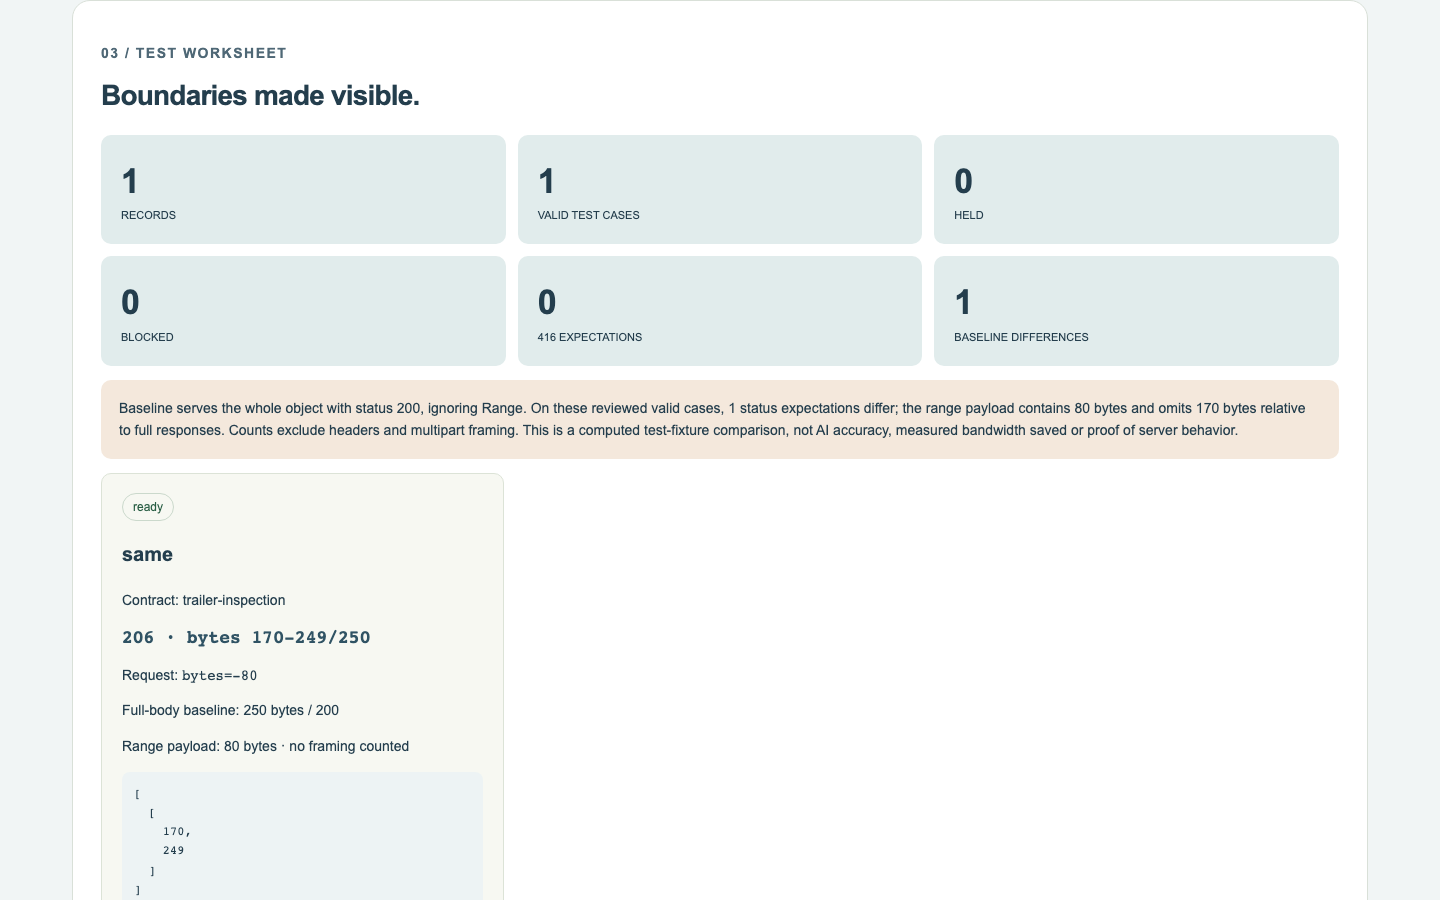 03 / TEST WORKSHEET
Boundaries made visible.
1
RECORDS
1
VALID TEST CASES
0
HELD
0
BLOCKED
0
416 EXPECTATIONS
1
BASELINE DIFFERENCES
Baseline serves the whole object with status 200, ignoring Range. On these reviewed valid cases, 1 status expectations differ; the range payload contains 80 bytes and omits 170 bytes relative
to full responses. Counts exclude headers and multipart framing. This is a computed test-fixture comparison, not AI accuracy, measured bandwidth saved or proof of server behavior.
ready
same
Contract: trailer-inspection
206 · bytes 170-249/250
Request: bytes=-80
Full-body baseline: 250 bytes / 200
Range payload: 80 bytes · no framing counted
[
[
170,
249
]
]